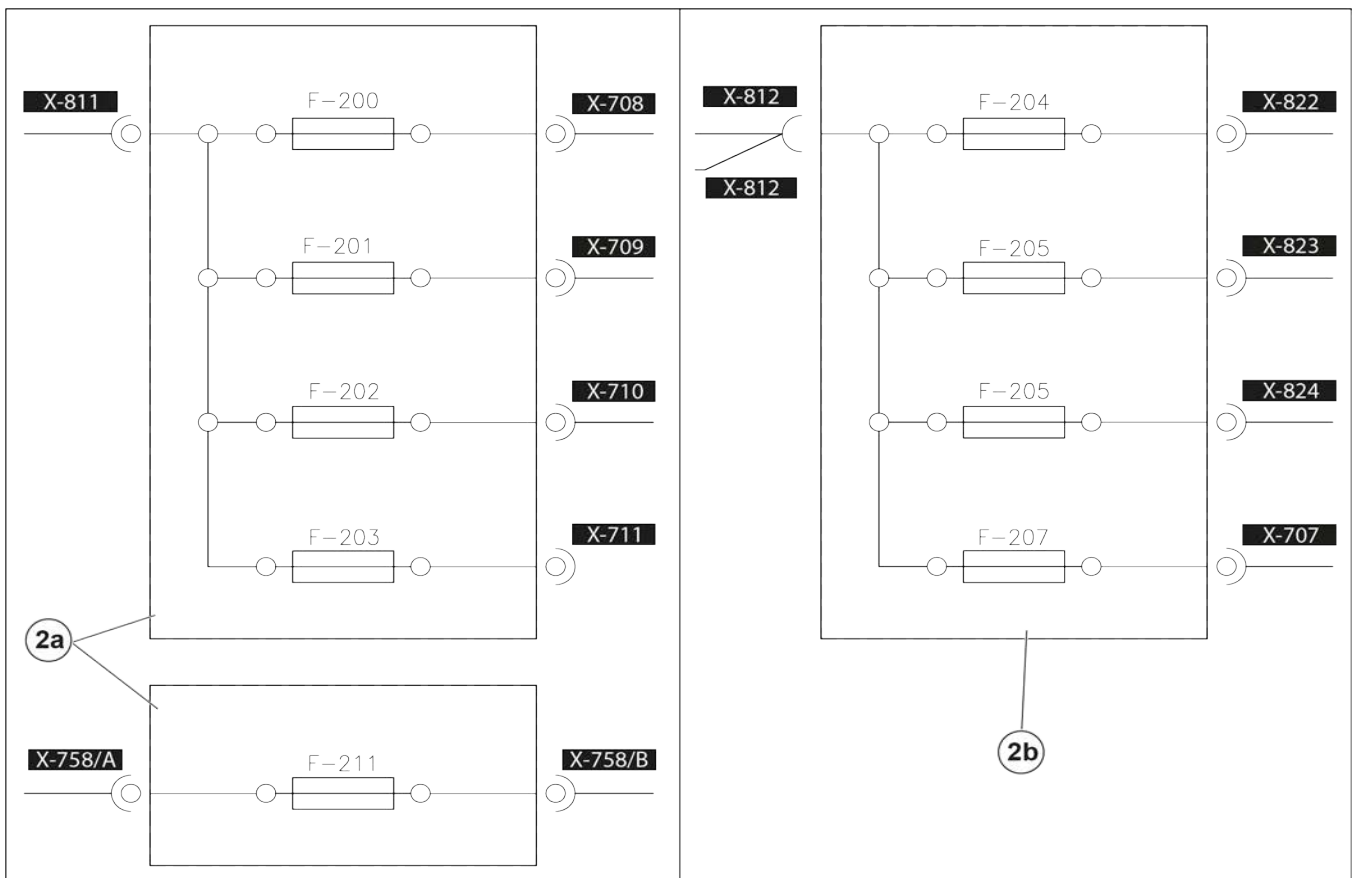 X-811
F-200
X-708
F-201
X-709
F-202
X-710
F-203
X-711
2a
X-758/A
F-211
X-758/B
X-812
X-812
F-204
X-822
F-205
X-823
F-205
X-824
F-207
X-707
2b